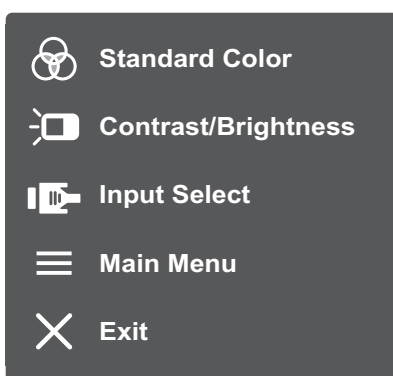 Standard Color
Contrast/Brightness
Input Select
Main Menu
Exit